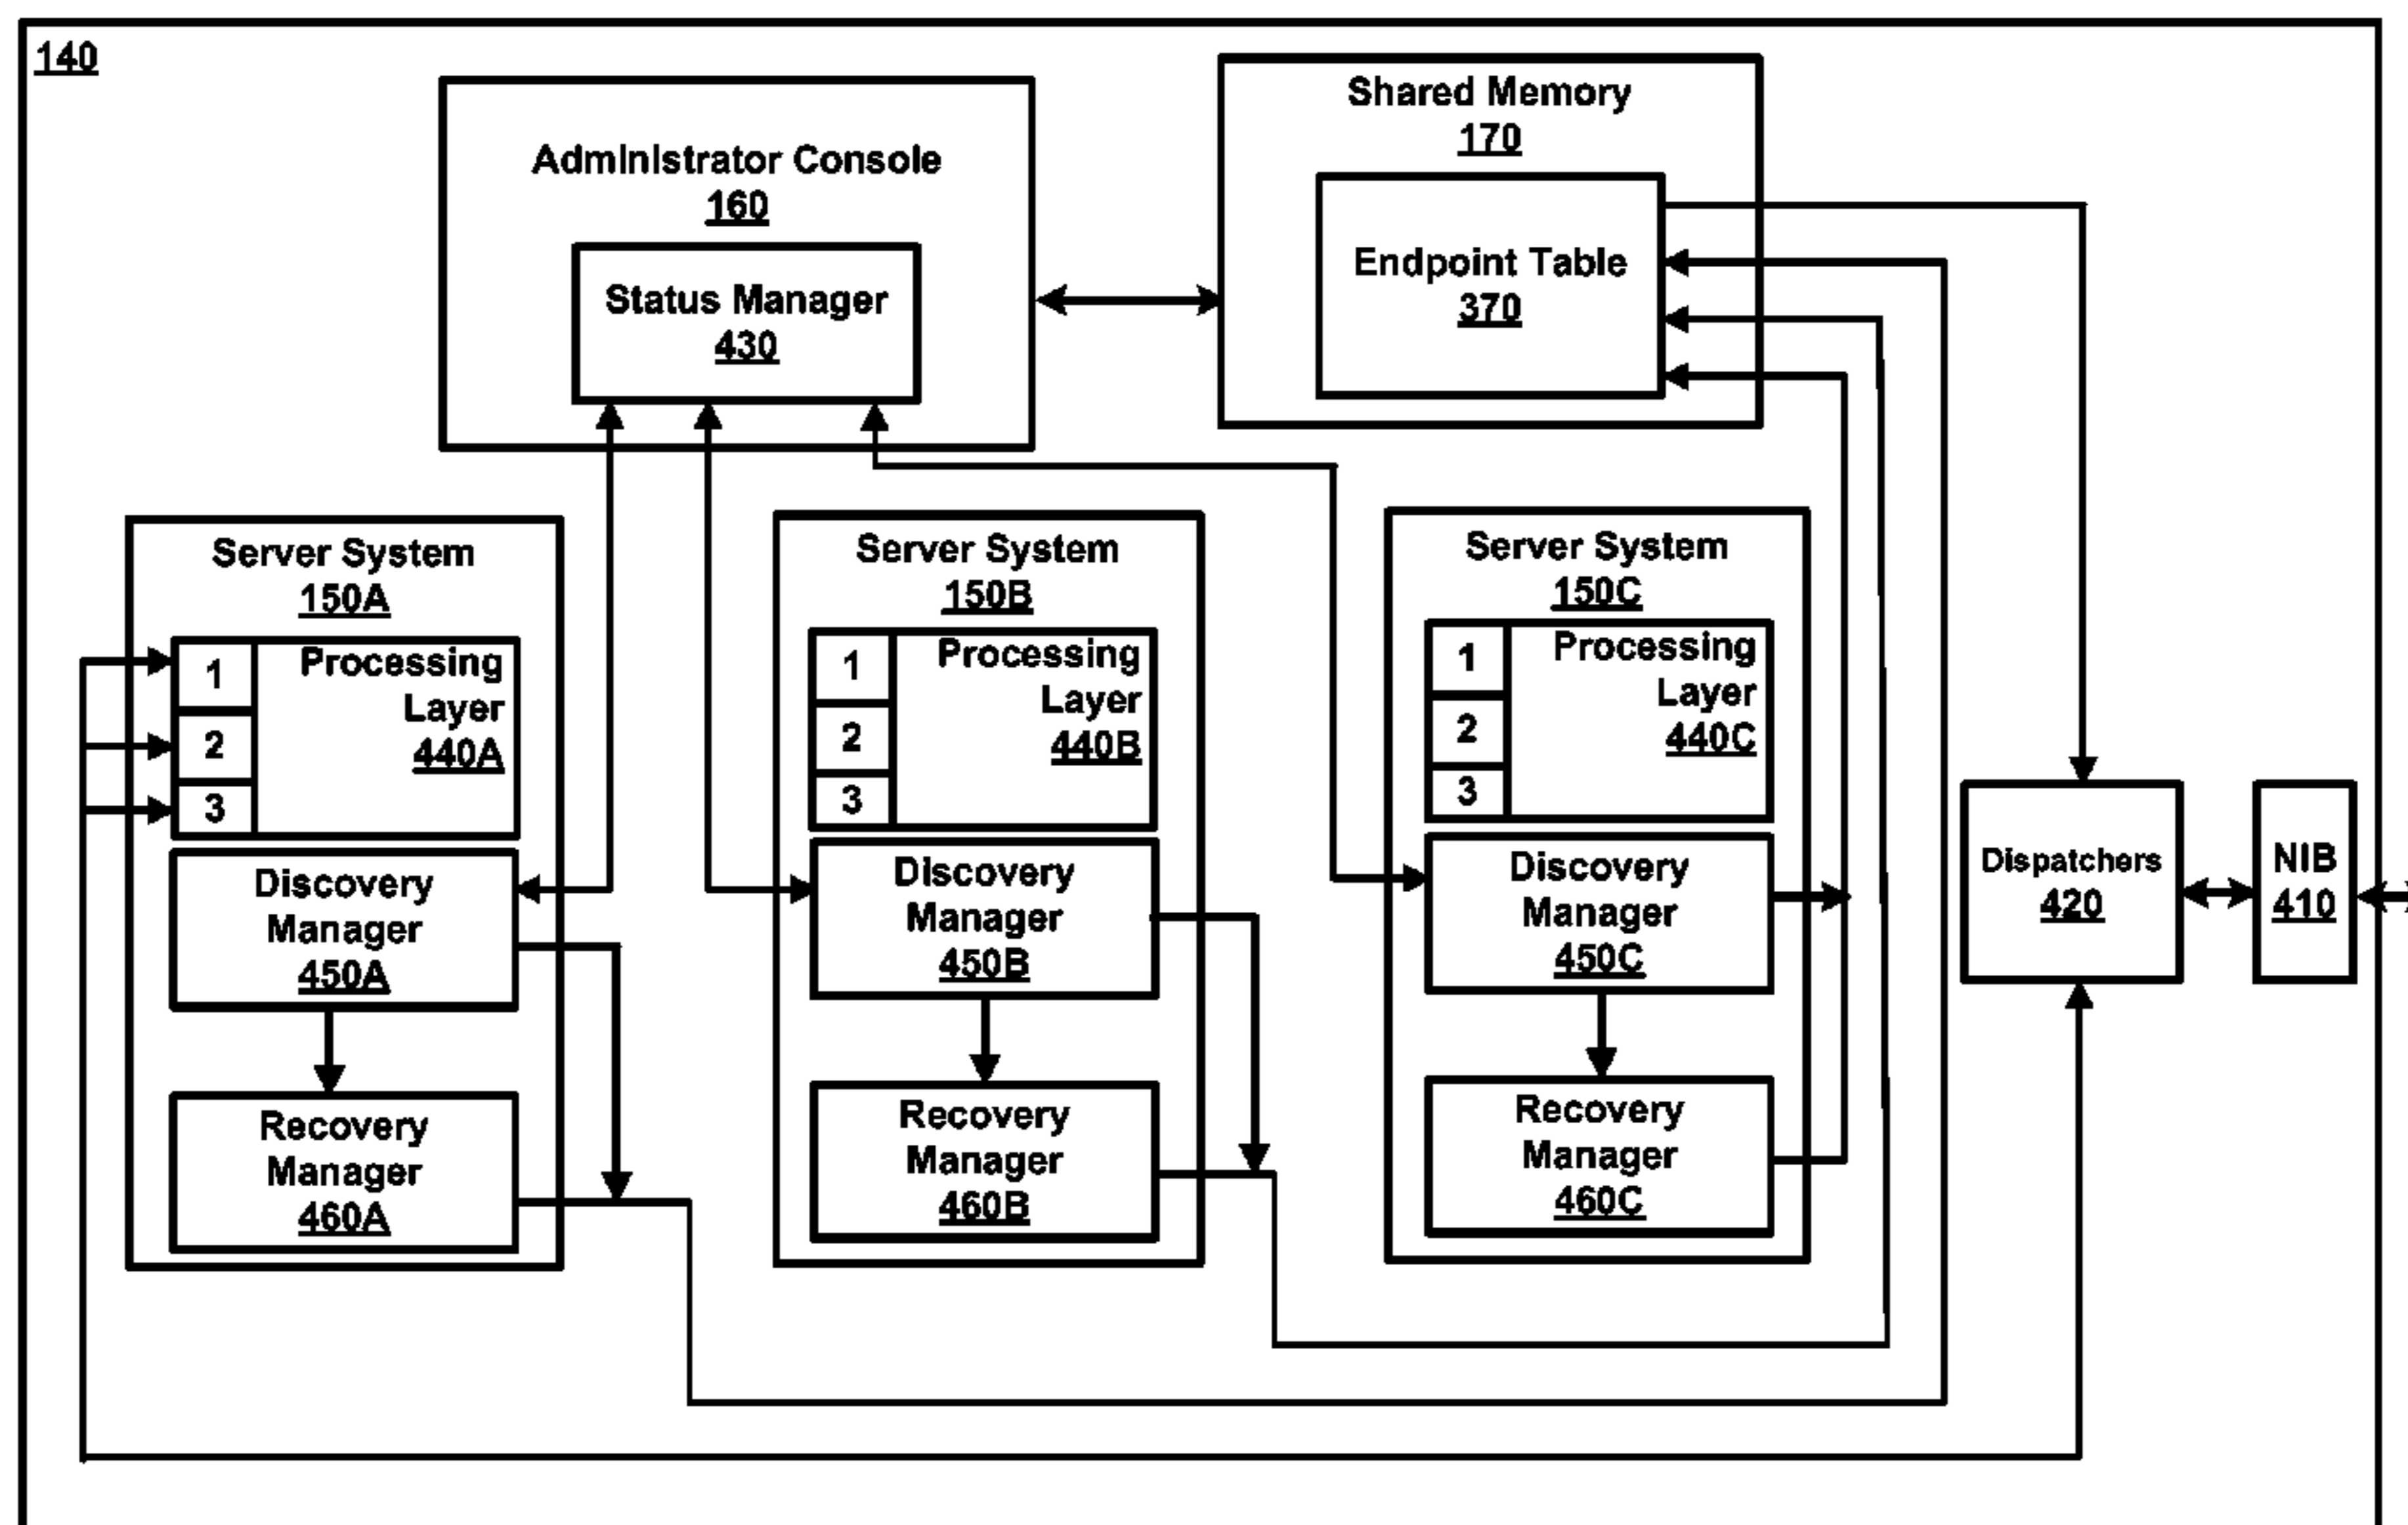 140
Administrator Console
160
Status Manager
430
Shared Memory
170
Endpoint Table
370
Server System
150A
1
2
3
Processing
Layer
440A
Discovery
Manager
450A
Recovery
Manager
460A
Server System
150B
1
2
3
Processing
Layer
440B
Discovery
Manager
450B
Recovery
Manager
460B
Server System
150C
1
2
3
Processing
Layer
440C
Discovery
Manager
450C
Recovery
Manager
460C
Dispatchers
420
NIB
410